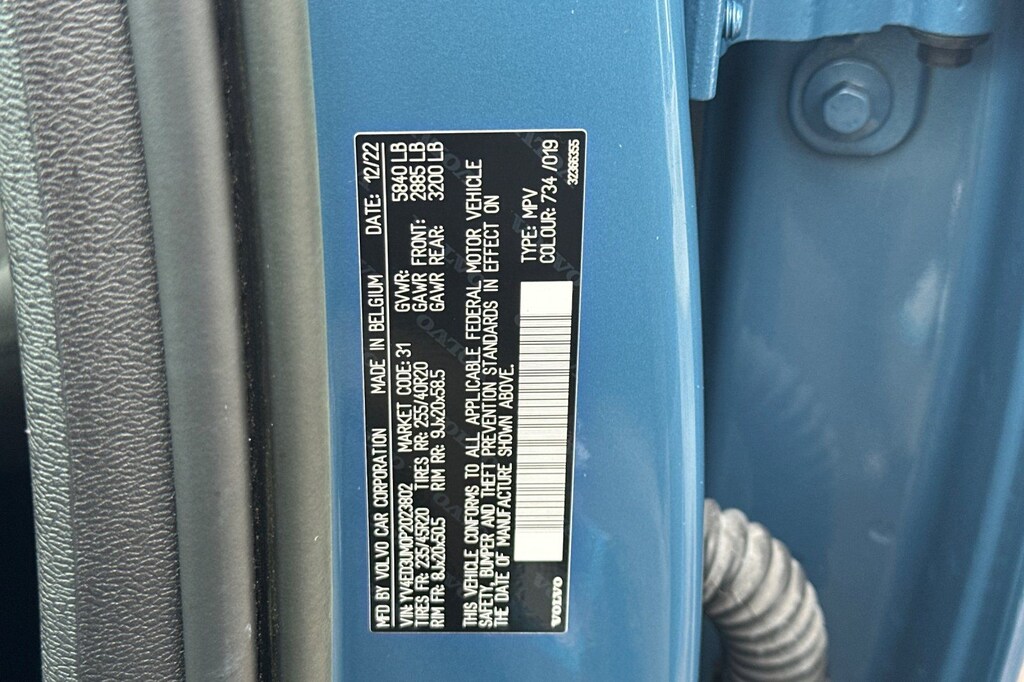 MFD BY VOLVO CAR CORPORATION MADE IN BELGIUM DATE: 12/22
VIN: YV4ED3UM0P2023802 MARKET CODE: 31 GVWR: 5840 LB
TIRES FR: 235/45R20 TIRES RR: 255/40R20 GAWR FRONT: 2885 LB
RIM FR: 8Jx20x50.5 RIM RR: 9Jx20x58.5 GAWR REAR: 3200 LB
THIS VEHICLE CONFORMS TO ALL APPLICABLE FEDERAL MOTOR VEHICLE
SAFETY, BUMPER AND THEFT PREVENTION STANDARDS IN EFFECT ON
THE DATE OF MANUFACTURE SHOWN ABOVE.
TYPE: MPV
COLOUR: 734 /019
VOLVO
32366355